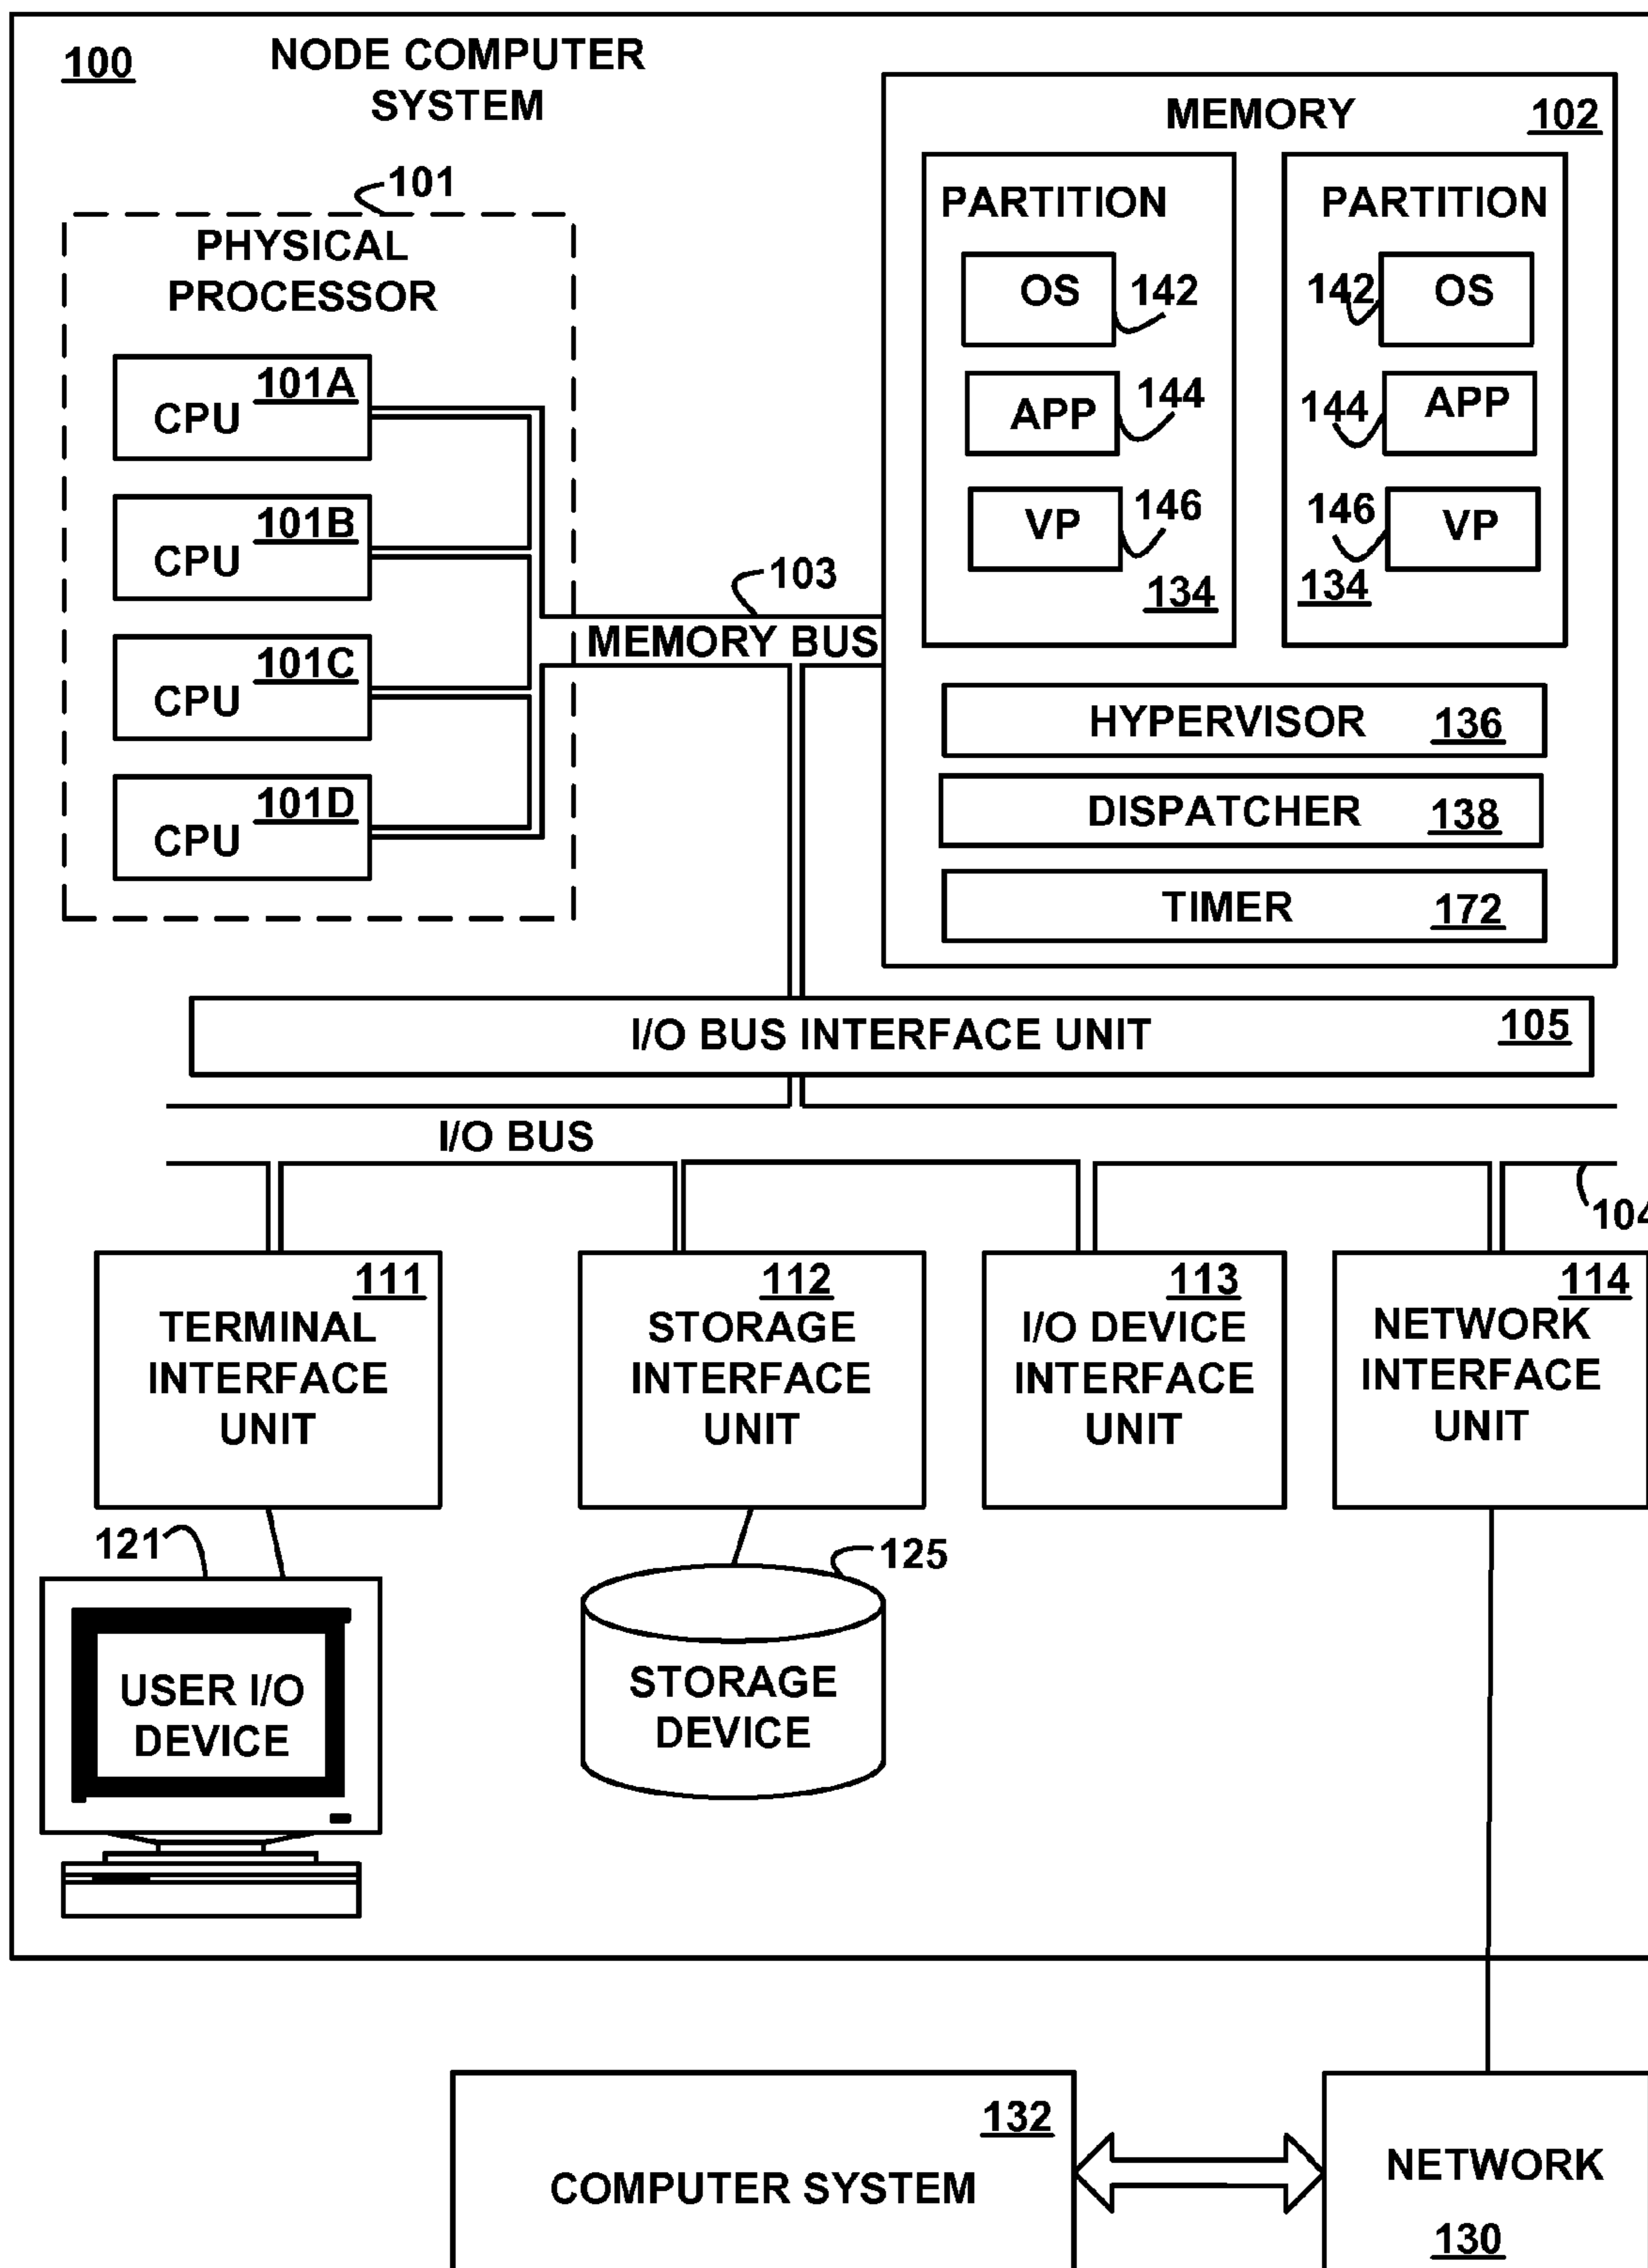 100
NODE COMPUTER
SYSTEM
101
PHYSICAL
PROCESSOR
101A
CPU
101B
CPU
101C
CPU
101D
CPU
103
MEMORY BUS
MEMORY
102
PARTITION
OS
142
APP
144
VP
146
134
PARTITION
142
OS
144
APP
146
VP
134
HYPERVISOR
136
DISPATCHER
138
TIMER
172
I/O BUS INTERFACE UNIT
105
I/O BUS
104
111
TERMINAL
INTERFACE
UNIT
112
STORAGE
INTERFACE
UNIT
113
I/O DEVICE
INTERFACE
UNIT
114
NETWORK
INTERFACE
UNIT
121
USER I/O
DEVICE
125
STORAGE
DEVICE
132
COMPUTER SYSTEM
NETWORK
130